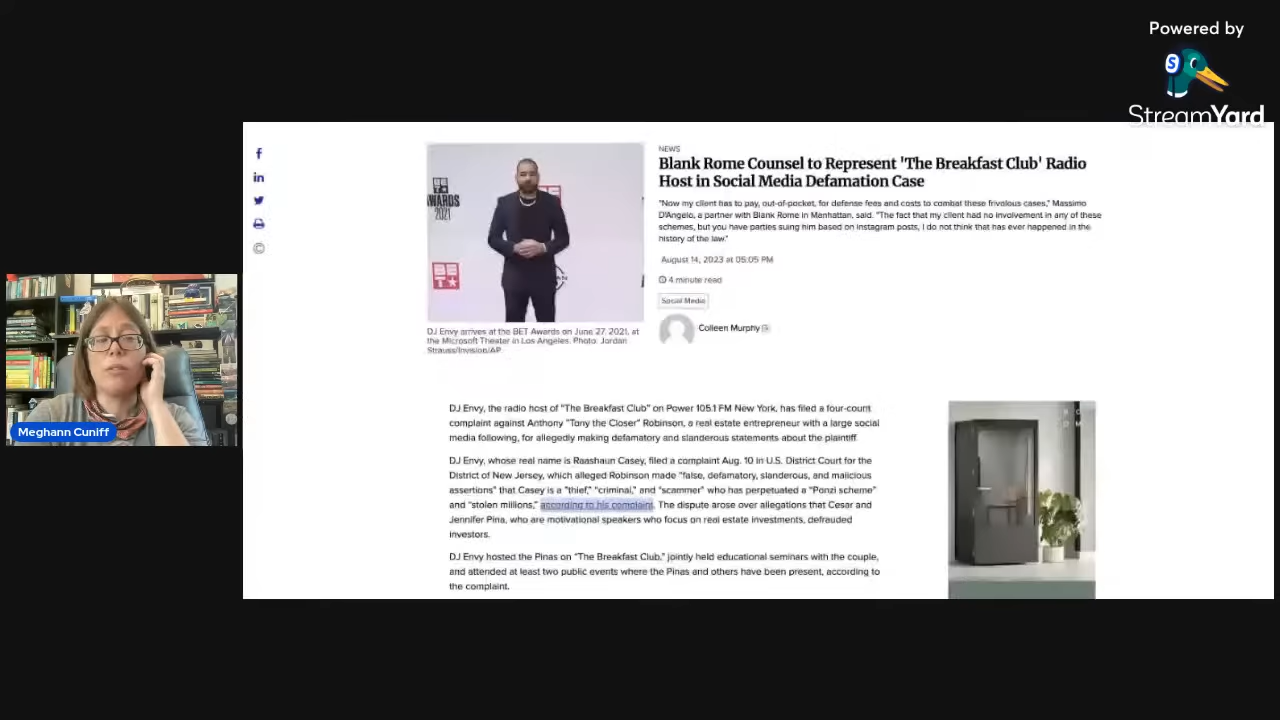 Powered by
S
StreamYard
NEWS
Blank Rome Counsel to Represent 'The Breakfast Club' Radio
Host in Social Media Defamation Case
"Now my client has to pay, out-of-pocket, for defense fees and costs to combat these frivolous cases," Massimo
D'Angelo, a partner with Blank Rome in Manhattan, said. "The fact that my client had no involvement in any of these
schemes, but you have parties suing him based on instagram posts, I do not think that has ever happened in the
history of the law."
August 14, 2023 at 05:05 PM
4 minute read
Social Media
Colleen Murphy
AWARDS
2021
DJ Envy arrives at the BET Awards on June 27, 2021, at
the Microsoft Theater in Los Angeles. Photo: Jordan
Strauss/Invision/AP
Meghann Cuniff
DJ Envy, the radio host of "The Breakfast Club" on Power 105.1 FM New York, has filed a four-count
complaint against Anthony "Tony the Closer" Robinson, a real estate entrepreneur with a large social
media following, for allegedly making defamatory and slanderous statements about the plaintiff.
DJ Envy, whose real name is Raashaun Casey, filed a complaint Aug. 10 in U.S. District Court for the
District of New Jersey, which alleged Robinson made "false, defamatory, slanderous, and malicious
assertions" that Casey is a "thief," "criminal," and "scammer" who has perpetuated a "Ponzi scheme"
and "stolen millions," according to his complaint. The dispute arose over allegations that Cesar and
Jennifer Pina, who are motivational speakers who focus on real estate investments, defrauded
investors.
DJ Envy hosted the Pinas on "The Breakfast Club," jointly held educational seminars with the couple,
and attended at least two public events where the Pinas and others have been present, according to
the complaint.